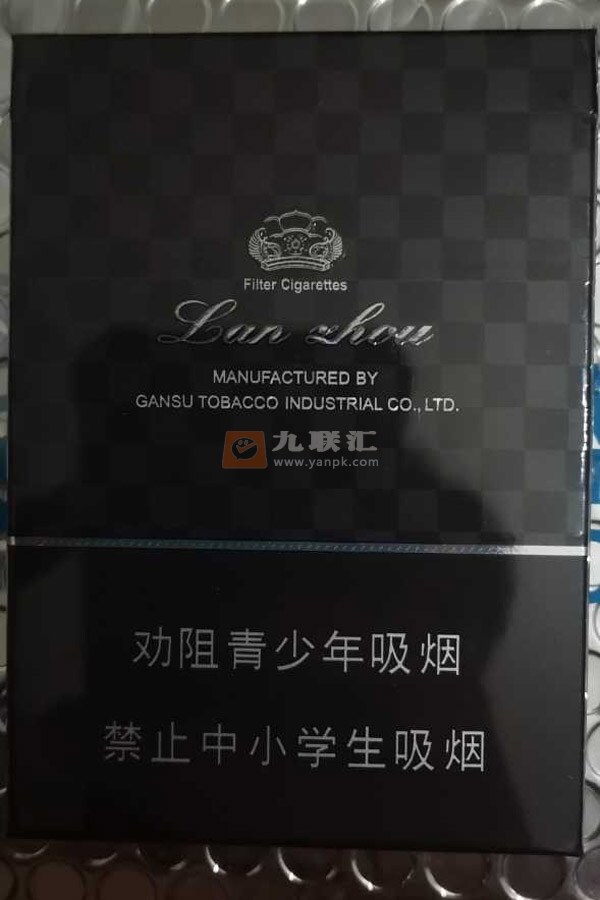 Filter Cigarettes
Lan zhou
MANUFACTURED BY
GANSU TOBACCO INDUSTRIAL CO., LTD.
九联汇
www.yanpk.com
劝阻青少年吸烟
禁止中小学生吸烟